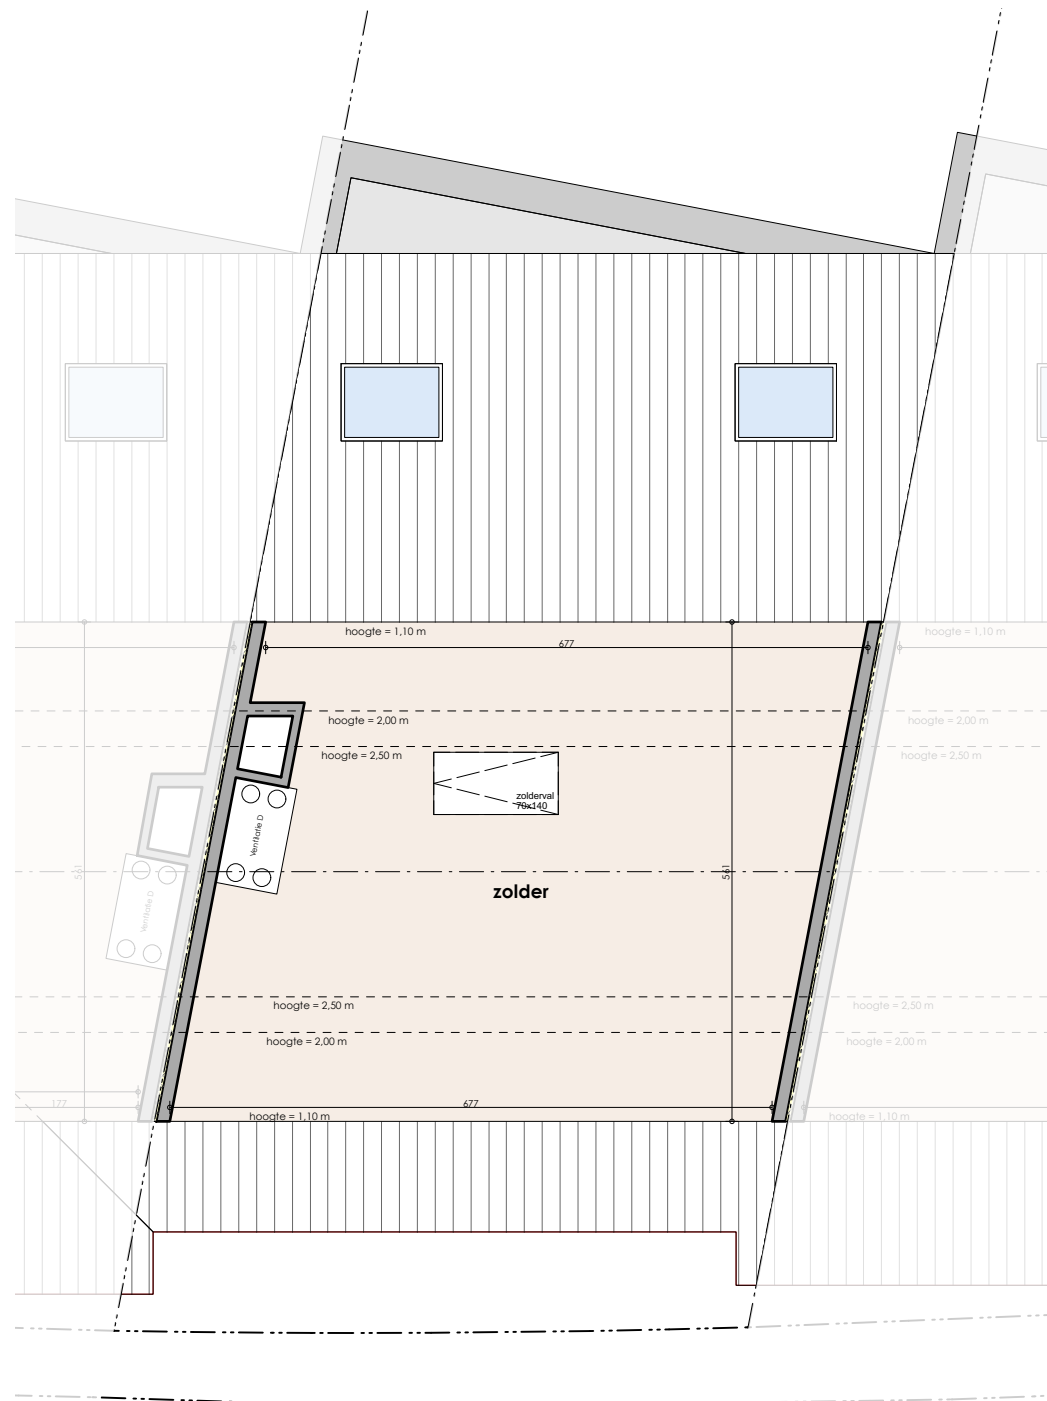 hoogte = 1,10 m
hoogte = 1,10 m
677
hoogte = 2,00 m
hoogte = 2,00 m
hoogte = 2,50 m
hoogte = 2,50 m
zolderval
70x140
Ventilatie D
561
561
zolder
Ventilatie D
hoogte = 2,50 m
hoogte = 2,50 m
hoogte = 2,00 m
hoogte = 2,00 m
177
677
hoogte = 1,10 m
hoogte = 1,10 m